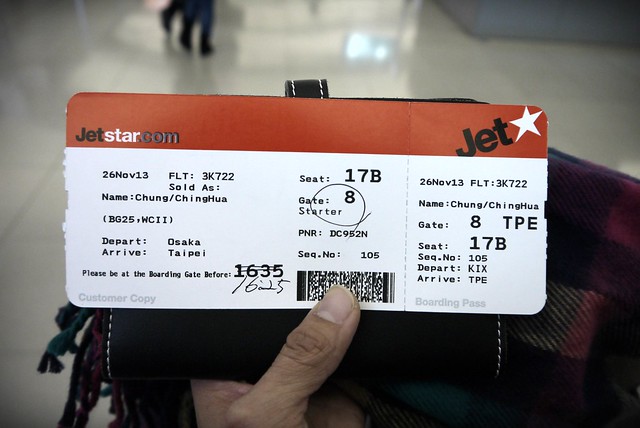 Jetstar.com
26Nov13 FLT: 3K722
Sold As:
Name:Chung/ChingHua
(BG25,WCII)
Depart: Osaka
Arrive: Taipei
Please be at the Boarding Gate Before: 1635
1625
Customer Copy
Seat: 17B
Gate: 8
Starter
PNR: DC952N
Seq.No: 105
Jet
26Nov13 FLT:3K722
Name:Chung/ChingHua
Gate: 8 TPE
Seat: 17B
Seq.No: 105
Depart: KIX
Arrive: TPE
Boarding Pass